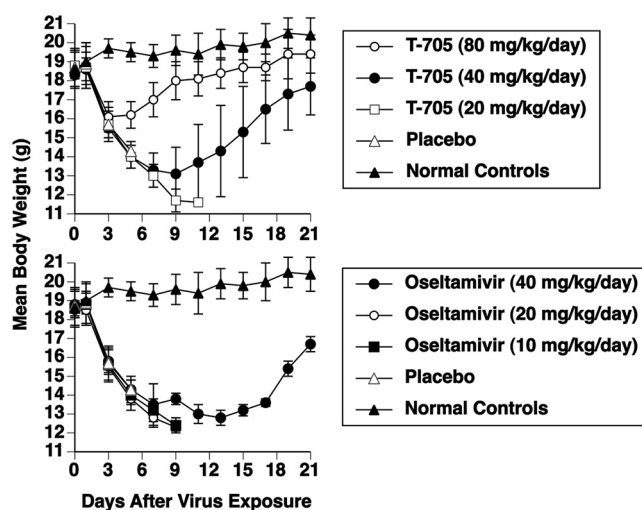 21
20
19
18
17
16
15
14
13
12
11
0 3 6 9 12 15 18 21
T-705 (80 mg/kg/day)
T-705 (40 mg/kg/day)
T-705 (20 mg/kg/day)
Placebo
Normal Controls
Mean Body Weight (g)
21
20
19
18
17
16
15
14
13
12
11
0 3 6 9 12 15 18 21
Oseltamivir (40 mg/kg/day)
Oseltamivir (20 mg/kg/day)
Oseltamivir (10 mg/kg/day)
Placebo
Normal Controls
Days After Virus Exposure